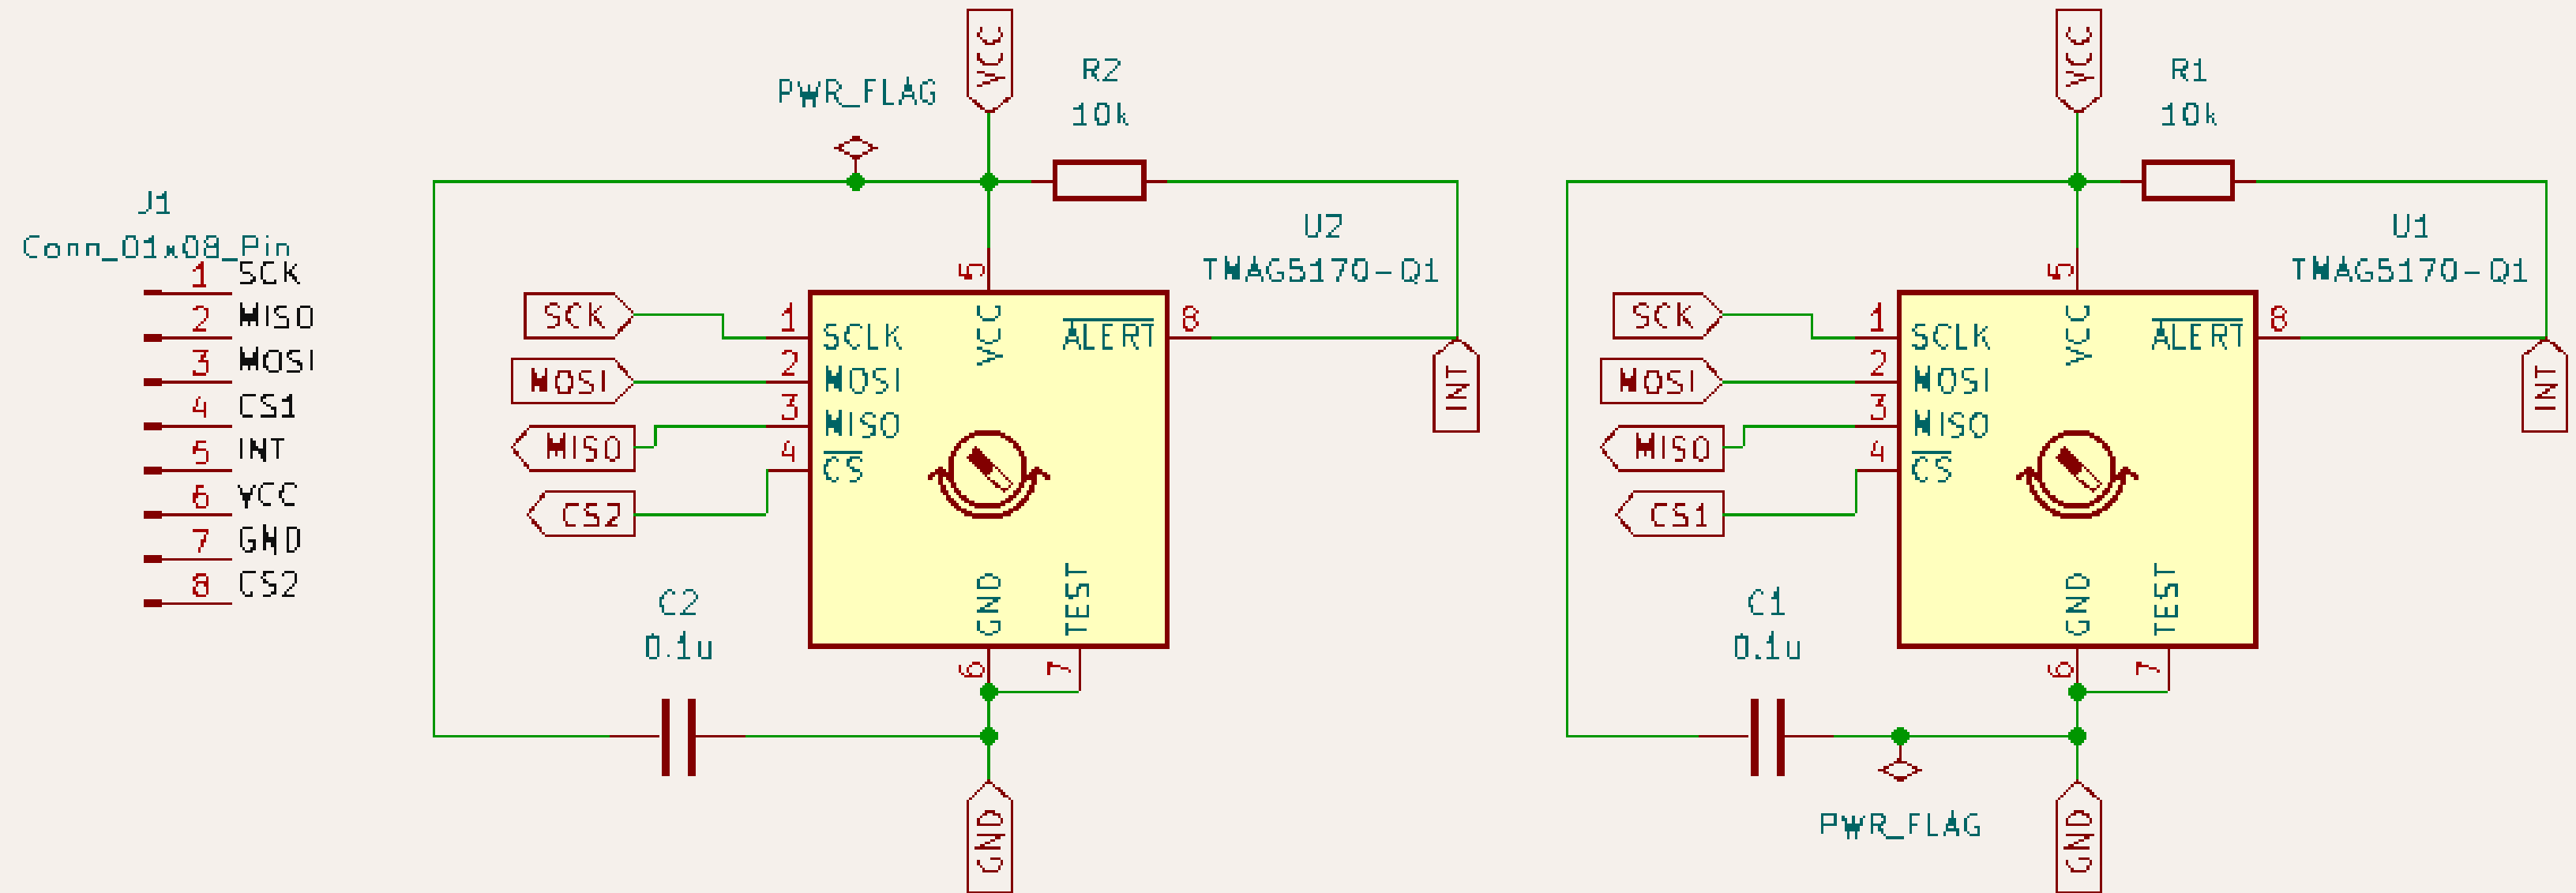 J1
Conn_01x08_Pin
1 SCK
2 MISO
3 MOSI
4 CS1
5 INT
6 VCC
7 GND
8 CS2
VCC
PWR_FLAG
R2
10k
U2
TMAG5170-Q1
5
SCK
MOSI
MISO
CS2
1 SCLK
2 MOSI
3 MISO
4 CS
VCC
ALERT
8
INT
GND
TEST
6
7
C2
0.1u
GND
VCC
R1
10k
U1
TMAG5170-Q1
5
SCK
MOSI
MISO
CS1
1 SCLK
2 MOSI
3 MISO
4 CS
VCC
ALERT
8
INT
GND
TEST
6
7
C1
0.1u
PWR_FLAG
GND